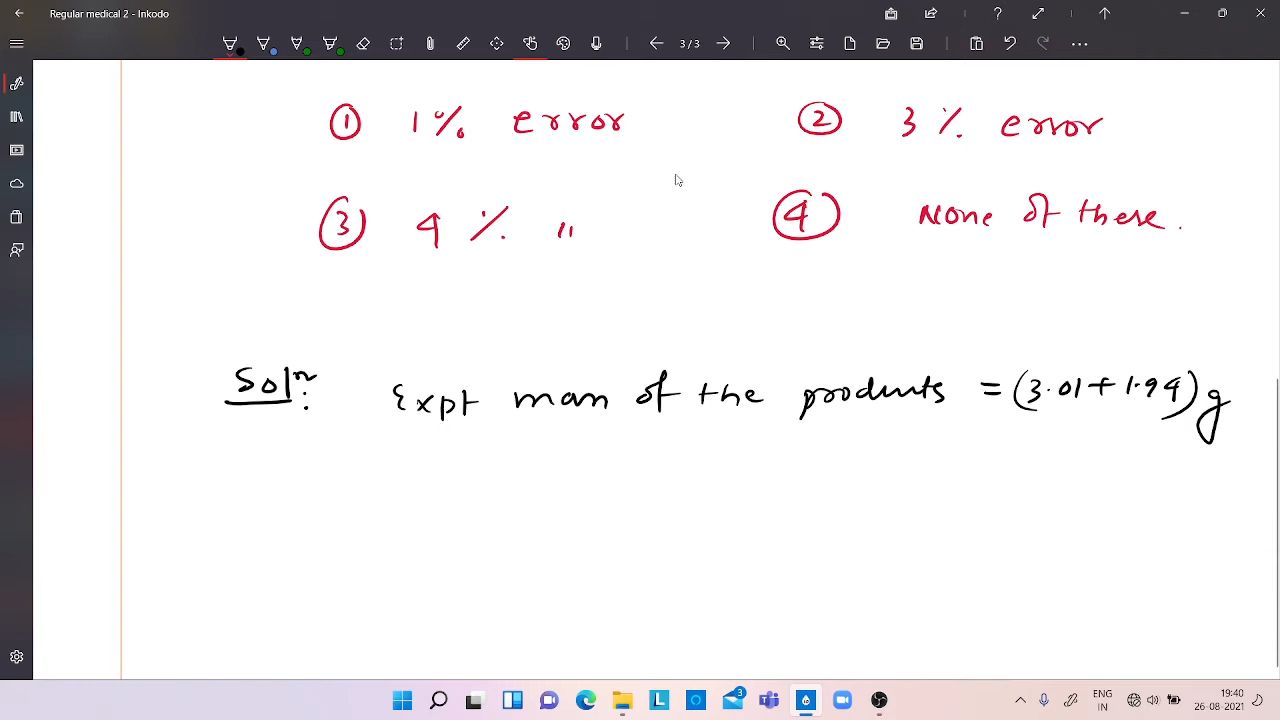 Regular medical 2 - Inkodo
3/3
① 1% error ② 3% error
③ 4% " ④ None of these.
Solⁿ: Expt mass of the products = (3.01+1.94) g
3
19:40
ENG
IN
26-08-2021